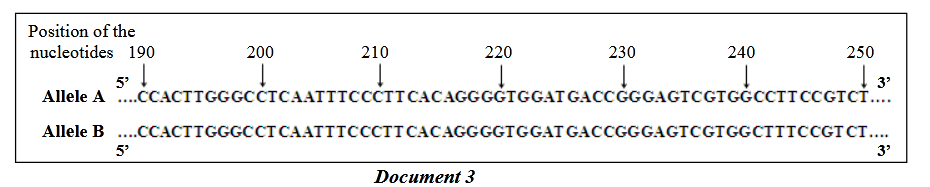 Position of the
nucleotides 190 200 210 220 230 240 250
5’ 3’
Allele A ....CCACTTGGGCCTCAATTTCCCTTCACAGGGGTGGATGACCGGGAGTCGTGGCCTTCCGTCT....
Allele B ....CCACTTGGGCCTCAATTTCCCTTCACAGGGGTGGATGACCGGGAGTCGTGGCTTTCCGTCT....
5’ 3’
Document 3